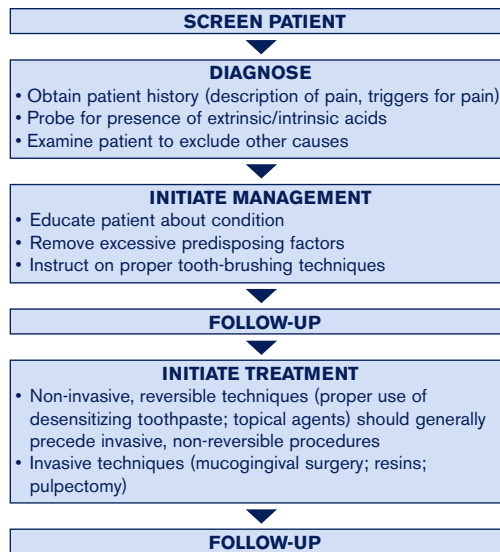 SCREEN PATIENT
DIAGNOSE
• Obtain patient history (description of pain, triggers for pain)
• Probe for presence of extrinsic/intrinsic acids
• Examine patient to exclude other causes
INITIATE MANAGEMENT
• Educate patient about condition
• Remove excessive predisposing factors
• Instruct on proper tooth-brushing techniques
FOLLOW-UP
INITIATE TREATMENT
• Non-invasive, reversible techniques (proper use of
desensitizing toothpaste; topical agents) should generally
precede invasive, non-reversible procedures
• Invasive techniques (mucogingival surgery; resins;
pulpectomy)
FOLLOW-UP